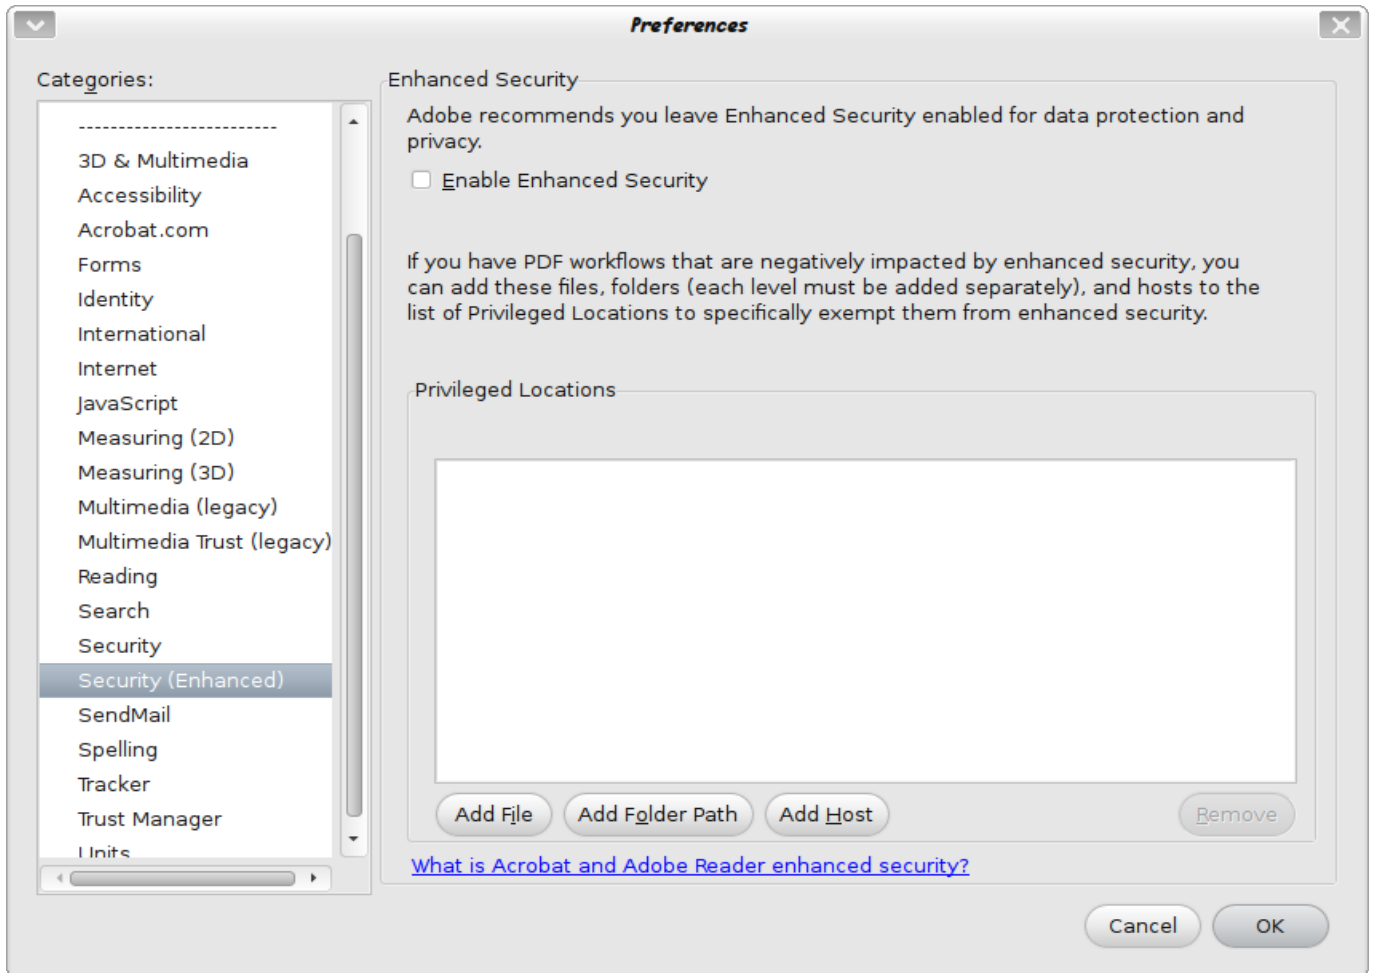 Preferences
Categories:
-------------------------
3D & Multimedia
Accessibility
Acrobat.com
Forms
Identity
International
Internet
JavaScript
Measuring (2D)
Measuring (3D)
Multimedia (legacy)
Multimedia Trust (legacy)
Reading
Search
Security
Security (Enhanced)
SendMail
Spelling
Tracker
Trust Manager
Units
Enhanced Security
Adobe recommends you leave Enhanced Security enabled for data protection and
privacy.
Enable Enhanced Security
If you have PDF workflows that are negatively impacted by enhanced security, you
can add these files, folders (each level must be added separately), and hosts to the
list of Privileged Locations to specifically exempt them from enhanced security.
Privileged Locations
Add File Add Folder Path Add Host Remove
What is Acrobat and Adobe Reader enhanced security?
Cancel OK